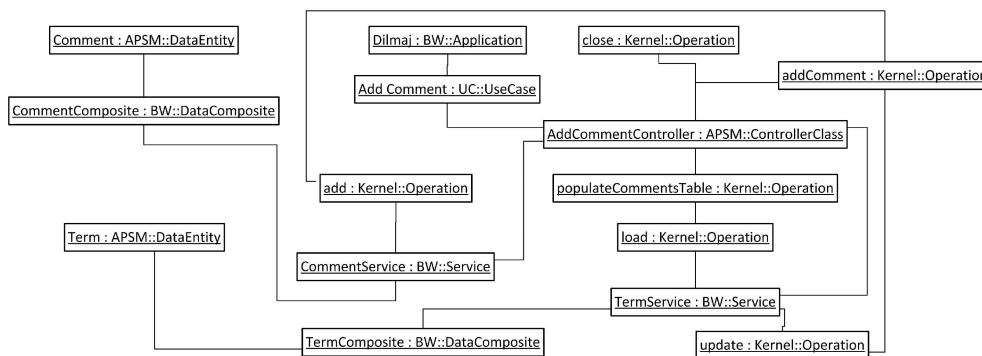 Comment : APSM::DataEntity
Dilmaj : BW::Application
close : Kernel::Operation
addComment : Kernel::Operation
Add Comment : UC::UseCase
CommentComposite : BW::DataComposite
AddCommentController : APSM::ControllerClass
add : Kernel::Operation
populateCommentsTable : Kernel::Operation
Term : APSM::DataEntity
load : Kernel::Operation
CommentService : BW::Service
TermService : BW::Service
TermComposite : BW::DataComposite
update : Kernel::Operation